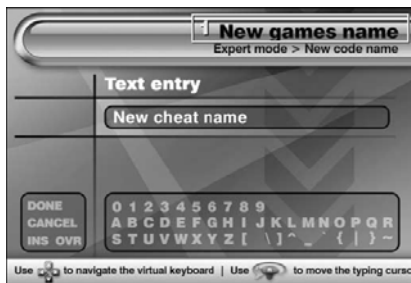 1 New games name
Expert mode > New code name
Text entry
New cheat name
DONE
CANCEL
INS OVR
0 1 2 3 4 5 6 7 8 9
A B C D E F G H I J K L M N O P Q R
S T U V W X Y Z [ \ ] ^ _ ` { | } ~
Use to navigate the virtual keyboard | Use to move the typing curso